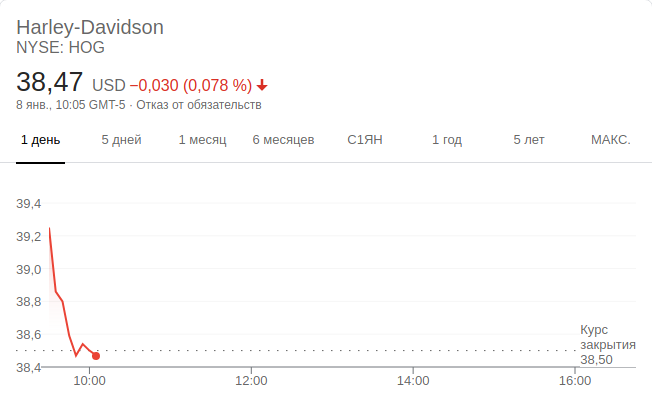 Harley-Davidson
NYSE: HOG
38,47 USD −0,030 (0,078 %)
8 янв., 10:05 GMT-5 · Отказ от обязательств
1 день 5 дней 1 месяц 6 месяцев С1ЯН 1 год 5 лет МАКС.
39,4
39,2
39,0
38,8
38,6
38,4
Курс
закрытия
38,50
10:00 12:00 14:00 16:00